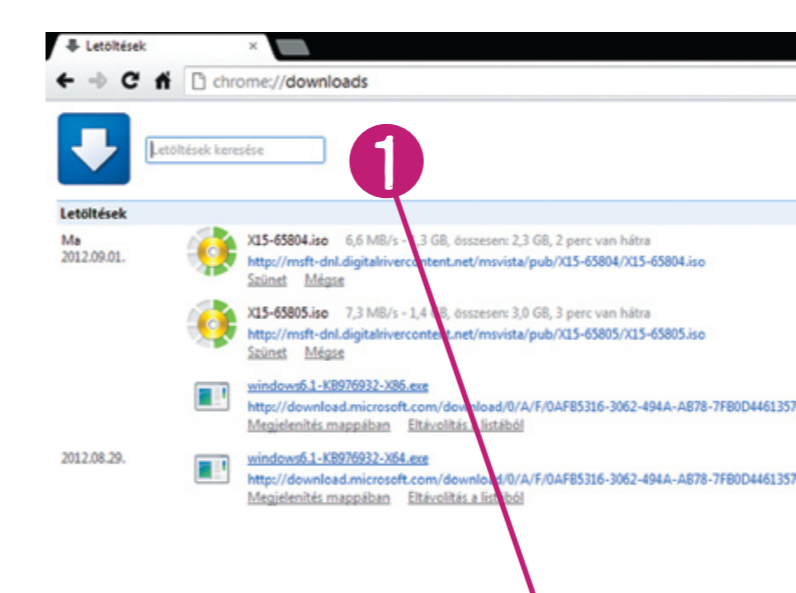 Letöltések
chrome://downloads
Letöltések keresése
1
Letöltések
Ma
2012.09.01.
X15-65804.iso 6,6 MB/s - 1,3 GB, összesen: 2,3 GB, 2 perc van hátra
http://msft-dnl.digitalrivercontent.net/msvista/pub/X15-65804/X15-65804.iso
Szünet Mégse
X15-65805.iso 7,3 MB/s - 1,4 GB, összesen: 3,0 GB, 3 perc van hátra
http://msft-dnl.digitalrivercontent.net/msvista/pub/X15-65805/X15-65805.iso
Szünet Mégse
windows6.1-KB976932-X86.exe
http://download.microsoft.com/download/0/A/F/0AFB5316-3062-494A-AB78-7FB0D4461357
Megjelenítés mappában Eltávolítás a listából
2012.08.29.
windows6.1-KB976932-X64.exe
http://download.microsoft.com/download/0/A/F/0AFB5316-3062-494A-AB78-7FB0D4461357
Megjelenítés mappában Eltávolítás a listából